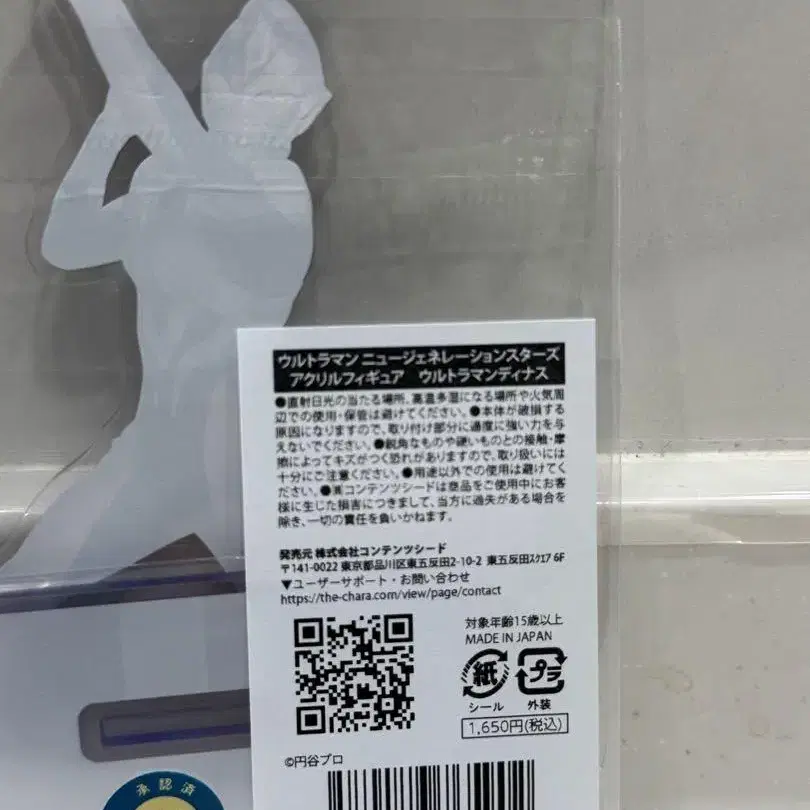 ウルトラマン ニュージェネレーションスターズ
アクリルフィギュア　ウルトラマンディナス
●直射日光の当たる場所、高温多湿になる場所や火気周
辺での使用・保管は避けてください。●本体が破損する
原因になりますので、取り付け部分に過度に強い力を与
えないでください。●鋭角なものや硬いものとの接触・摩
擦によってキズがつく恐れがありますので、取り扱いには
十分にご注意ください。●用途以外での使用は避けてく
ださい。●㈱コンテンツシードは商品をご使用中にお客
様に生じた損害につきまして、当方に過失がある場合を
除き、一切の責任を負いかねます。
発売元 株式会社コンテンツシード
〒141-0022 東京都品川区東五反田2-10-2 東五反田スクエア 6F
▼ユーザーサポート・お問い合わせ
https://the-chara.com/view/page/contact
対象年齢15歳以上
MADE IN JAPAN
紙 プラ
シール 外装
1,650円(税込)
©円谷プロ
承認済